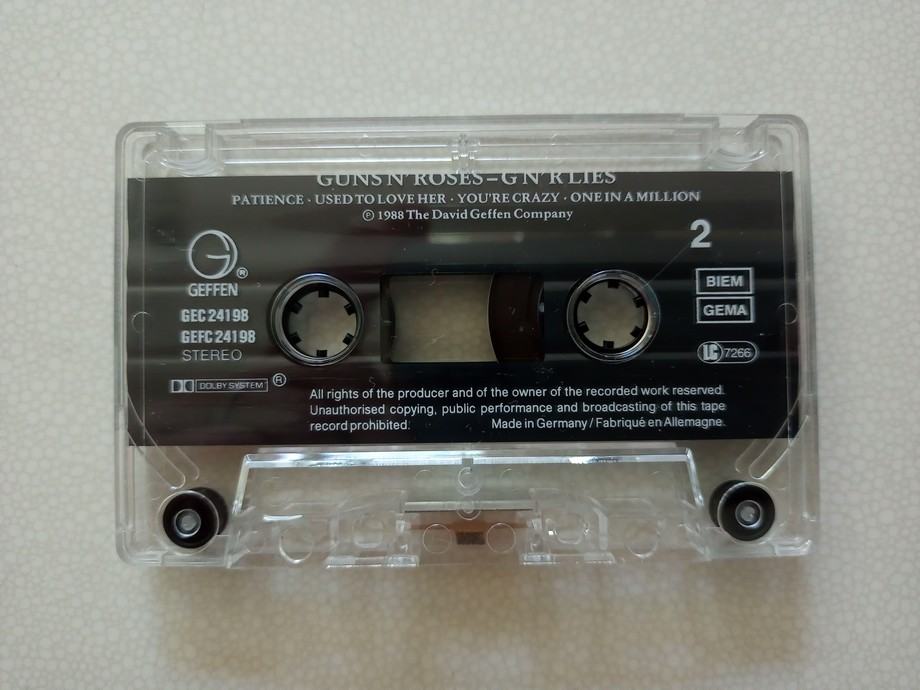 GUNS N' ROSES – G N' R LIES
PATIENCE · USED TO LOVE HER · YOU'RE CRAZY · ONE IN A MILLION
Ⓟ 1988 The David Geffen Company
2
G
GEFFEN ®
GEC 24198
GEFC 24198
STEREO
DOLBY SYSTEM ®
BIEM
GEMA
LC 7266
All rights of the producer and of the owner of the recorded work reserved.
Unauthorised copying, public performance and broadcasting of this tape
record prohibited. Made in Germany / Fabriqué en Allemagne.